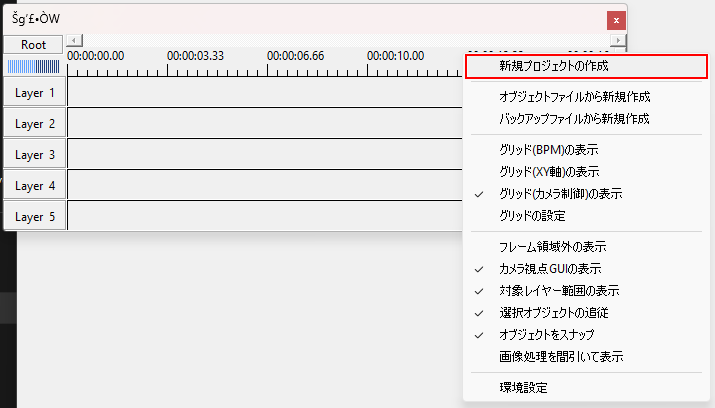 Šg’£•ÒW
Root
00:00:00.00 00:00:03.33 00:00:06.66 00:00:10.00
Layer 1
Layer 2
Layer 3
Layer 4
Layer 5
新規プロジェクトの作成
オブジェクトファイルから新規作成
バックアップファイルから新規作成
グリッド(BPM)の表示
グリッド(XY軸)の表示
グリッド(カメラ制御)の表示
グリッドの設定
フレーム領域外の表示
カメラ視点GUIの表示
対象レイヤー範囲の表示
選択オブジェクトの追従
オブジェクトをスナップ
画像処理を間引いて表示
環境設定